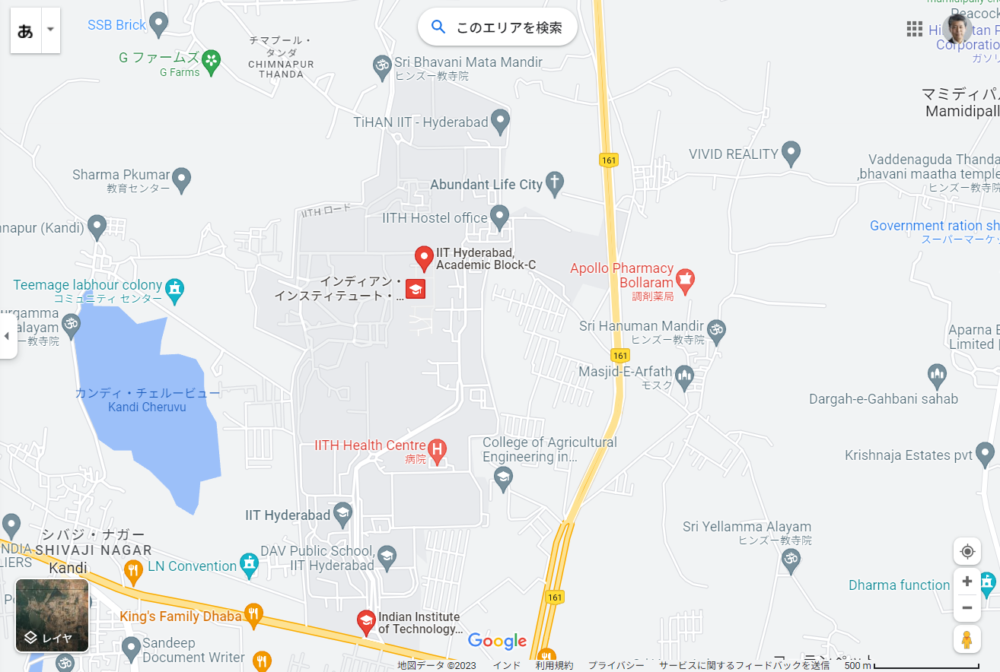 あ
このエリアを検索
SSB Brick
G ファームズ
G Farms
チマプール・
タンダ
CHIMNAPUR
THANDA
Sri Bhavani Mata Mandir
ヒンズー教寺院
Peacock
Corporatio
ガソリ
マミディパル
Mamidipall
TiHAN IIT - Hyderabad
VIVID REALITY
161
Vaddenaguda Thanda
,bhavani maatha temple
ヒンズー教寺院
Sharma Pkumar
教育センター
Abundant Life City
IITH ロード
IITH Hostel office
nnapur (Kandi)
Government ration sh
スーパーマーケッ
IIT Hyderabad,
Academic Block-C
インディアン・
インスティテュート・...
Apollo Pharmacy
Bollaram
調剤薬局
Teemage labhour colony
コミュニティ センター
urgamma
alayam
ー教寺院
Sri Hanuman Mandir
ヒンズー教寺院
Aparna E
Limited
161
Masjid-E-Arfath
モスク
カンディ・チェルービュー
Kandi Cheruvu
Dargah-e-Gahbani sahab
IITH Health Centre
病院
College of Agricultural
Engineering in...
Krishnaja Estates pvt
IIT Hyderabad
Sri Yellamma Alayam
ヒンズー教寺院
シバジ・ナガー
SHIVAJI NAGAR
NDIA
LIERS
Kandi
LN Convention
DAV Public School,
IIT Hyderabad
Dharma function
161
King's Family Dhaba
Indian Institute
of Technology...
レイヤ
Sandeep
Document Writer
Google
地図データ ©2023 インド 利用規約 プライバシー サービスに関するフィードバックを送信 500 m